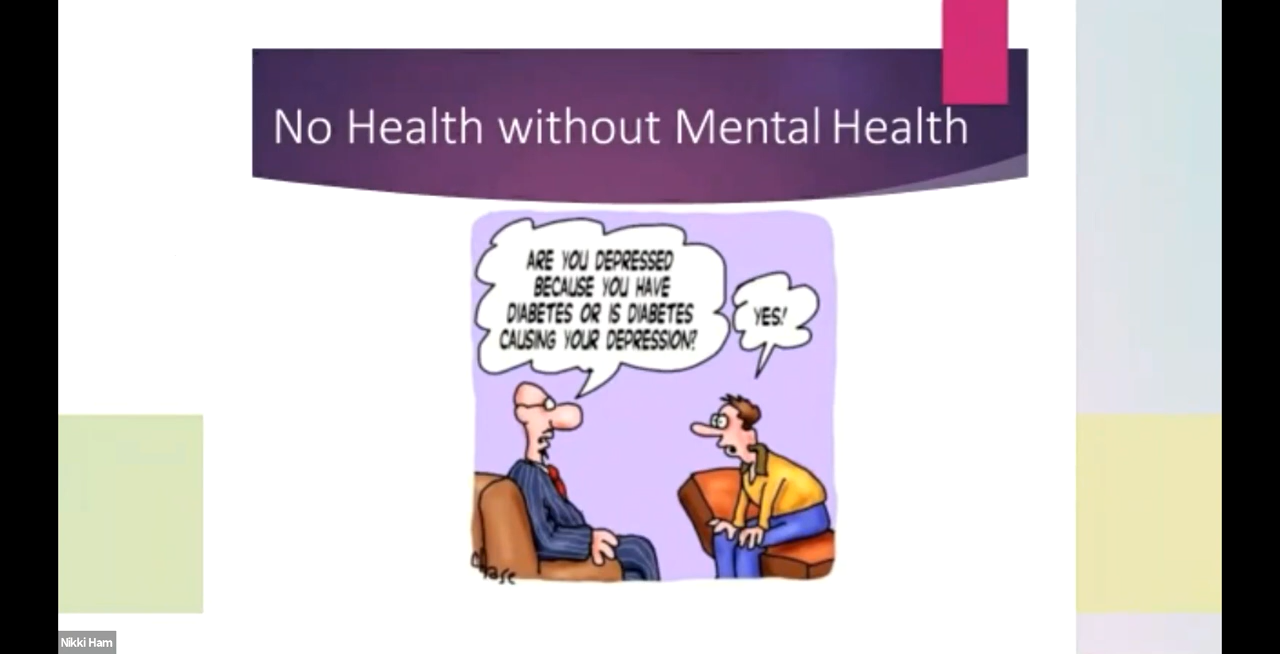 No Health without Mental Health
ARE YOU DEPRESSED
BECAUSE YOU HAVE
DIABETES OR IS DIABETES
CAUSING YOUR DEPRESSION?
YES!
Chase
Nikki Ham